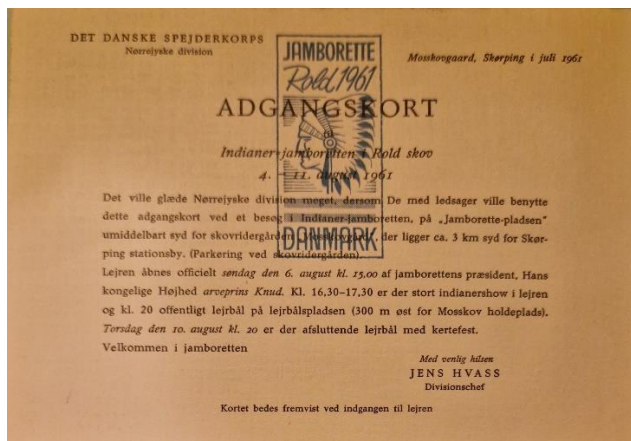 DET DANSKE SPEJDERKORPS
Nørrejyske division
Mosskovgaard, Skørping i juli 1961
JAMBORETTE
Rold 1961
ADGANGSKORT
Indianer-jamboretten i Rold skov
4. – 11. august 1961
Det ville glæde Nørrejyske division meget, dersom De med ledsager ville benytte
dette adgangskort ved et besøg i Indianer-jamboretten, på „Jamborette-pladsen“
umiddelbart syd for skovridergården, Mosskovgård, der ligger ca. 3 km syd for Skør-
ping stationsby. (Parkering ved skovridergården).
DANMARK
Lejren åbnes officielt søndag den 6. august kl. 15,00 af jamborettens præsident, Hans
kongelige Højhed arveprins Knud. Kl. 16,30–17,30 er der stort indianershow i lejren
og kl. 20 offentligt lejrbål på lejrbålspladsen (300 m øst for Mosskov holdeplads).
Torsdag den 10. august kl. 20 er der afsluttende lejrbål med kertefest.
Velkommen i jamboretten
Med venlig hilsen
JENS HVASS
Divisionschef
Kortet bedes fremvist ved indgangen til lejren